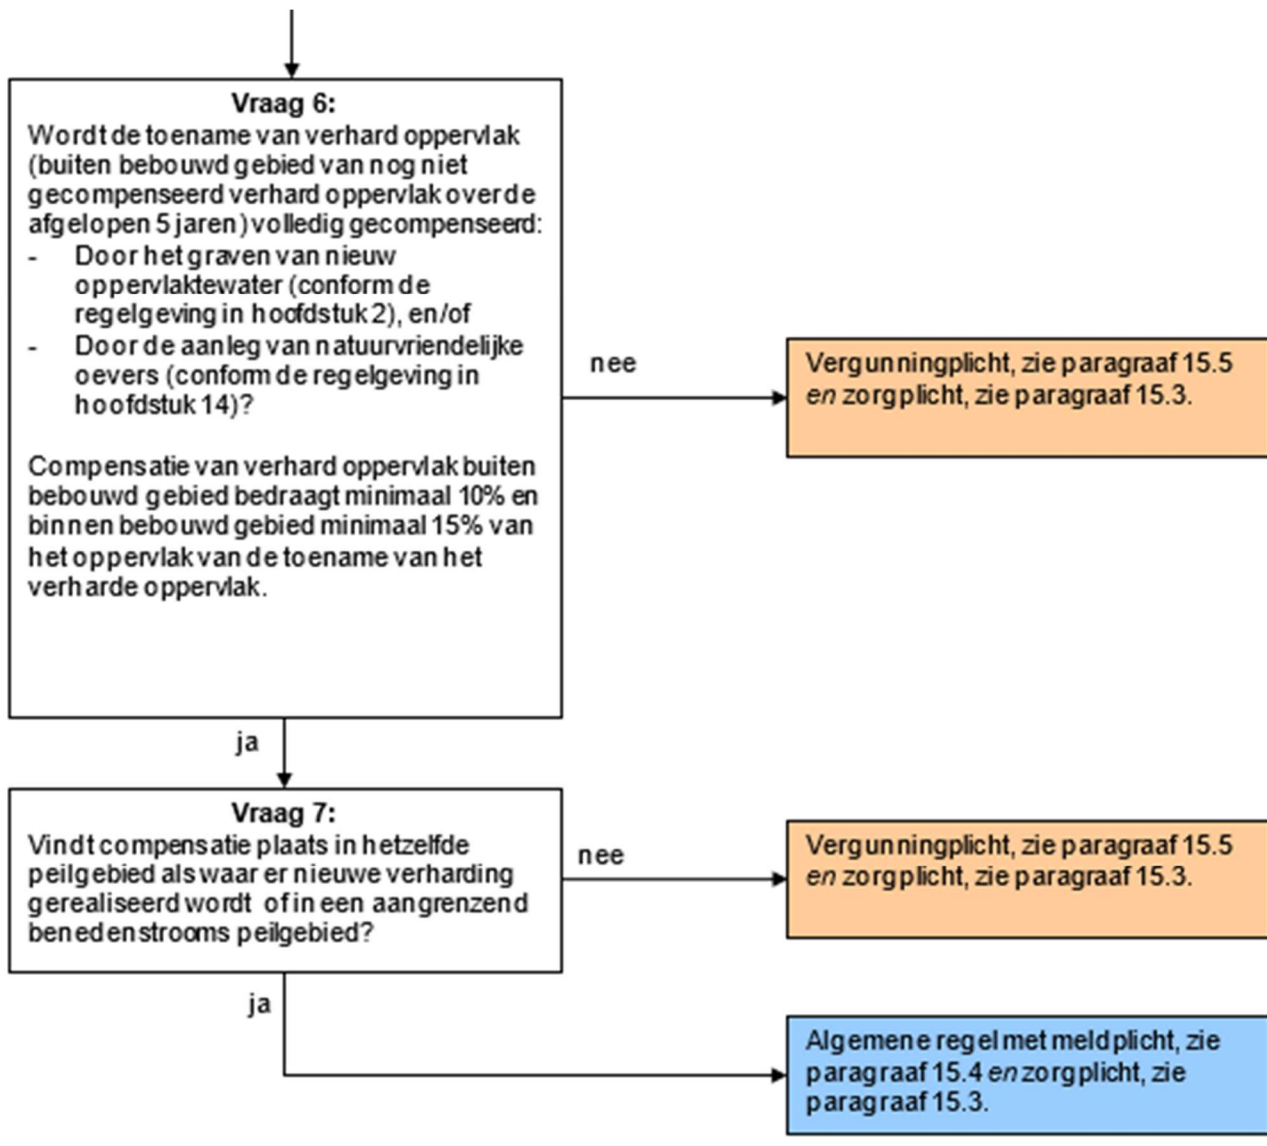 Vraag 6:
Wordt de toename van verhard oppervlak
(buiten bebouwd gebied van nog niet
gecompenseerd verhard oppervlak over de
afgelopen 5 jaren) volledig gecompenseerd:
- Door het graven van nieuw
oppervlaktewater (conform de
regelgeving in hoofdstuk 2), en/of
- Door de aanleg van natuurvriendelijke
oevers (conform de regelgeving in
hoofdstuk 14)?
Compensatie van verhard oppervlak buiten
bebouwd gebied bedraagt minimaal 10% en
binnen bebouwd gebied minimaal 15% van
het oppervlak van de toename van het
verharde oppervlak.
nee
Vergunningplicht, zie paragraaf 15.5
en zorgplicht, zie paragraaf 15.3.
ja
Vraag 7:
Vindt compensatie plaats in hetzelfde
peilgebied als waar er nieuwe verharding
gerealiseerd wordt of in een aangrenzend
benedenstrooms peilgebied?
nee
Vergunningplicht, zie paragraaf 15.5
en zorgplicht, zie paragraaf 15.3.
ja
Algemene regel met meldplicht, zie
paragraaf 15.4 en zorgplicht, zie
paragraaf 15.3.